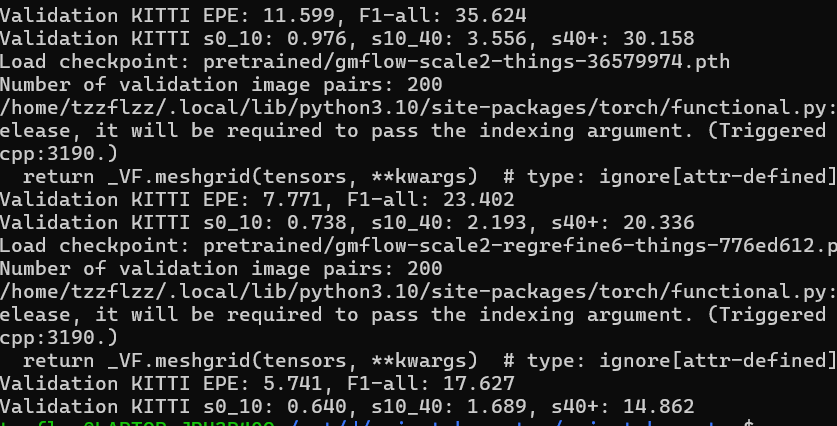 Validation KITTI EPE: 11.599, F1-all: 35.624
Validation KITTI s0_10: 0.976, s10_40: 3.556, s40+: 30.158
Load checkpoint: pretrained/gmflow-scale2-things-36579974.pth
Number of validation image pairs: 200
/home/tzzflzz/.local/lib/python3.10/site-packages/torch/functional.py:
elease, it will be required to pass the indexing argument. (Triggered
cpp:3190.)
  return _VF.meshgrid(tensors, **kwargs)  # type: ignore[attr-defined]
Validation KITTI EPE: 7.771, F1-all: 23.402
Validation KITTI s0_10: 0.738, s10_40: 2.193, s40+: 20.336
Load checkpoint: pretrained/gmflow-scale2-regrefine6-things-776ed612.p
Number of validation image pairs: 200
/home/tzzflzz/.local/lib/python3.10/site-packages/torch/functional.py:
elease, it will be required to pass the indexing argument. (Triggered
cpp:3190.)
  return _VF.meshgrid(tensors, **kwargs)  # type: ignore[attr-defined]
Validation KITTI EPE: 5.741, F1-all: 17.627
Validation KITTI s0_10: 0.640, s10_40: 1.689, s40+: 14.862